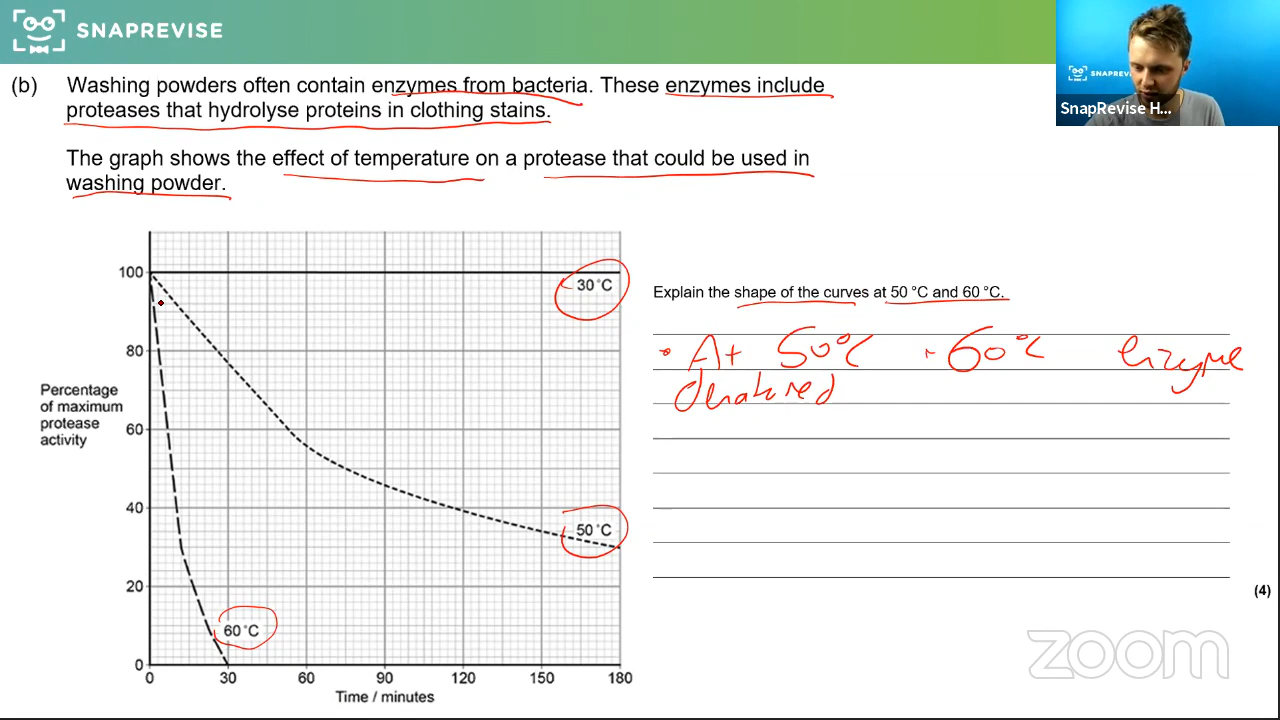 SNAPREVISE
SNAPREVISE
SnapRevise H...
(b) Washing powders often contain enzymes from bacteria. These enzymes include
proteases that hydrolyse proteins in clothing stains.
The graph shows the effect of temperature on a protease that could be used in
washing powder.
100
80
60
40
20
0
Percentage
of maximum
protease
activity
30 °C
50 °C
60 °C
0 30 60 90 120 150 180
Time / minutes
Explain the shape of the curves at 50 °C and 60 °C.
• At 50°C + 60°C enzyme
denatured
(4)
zoom